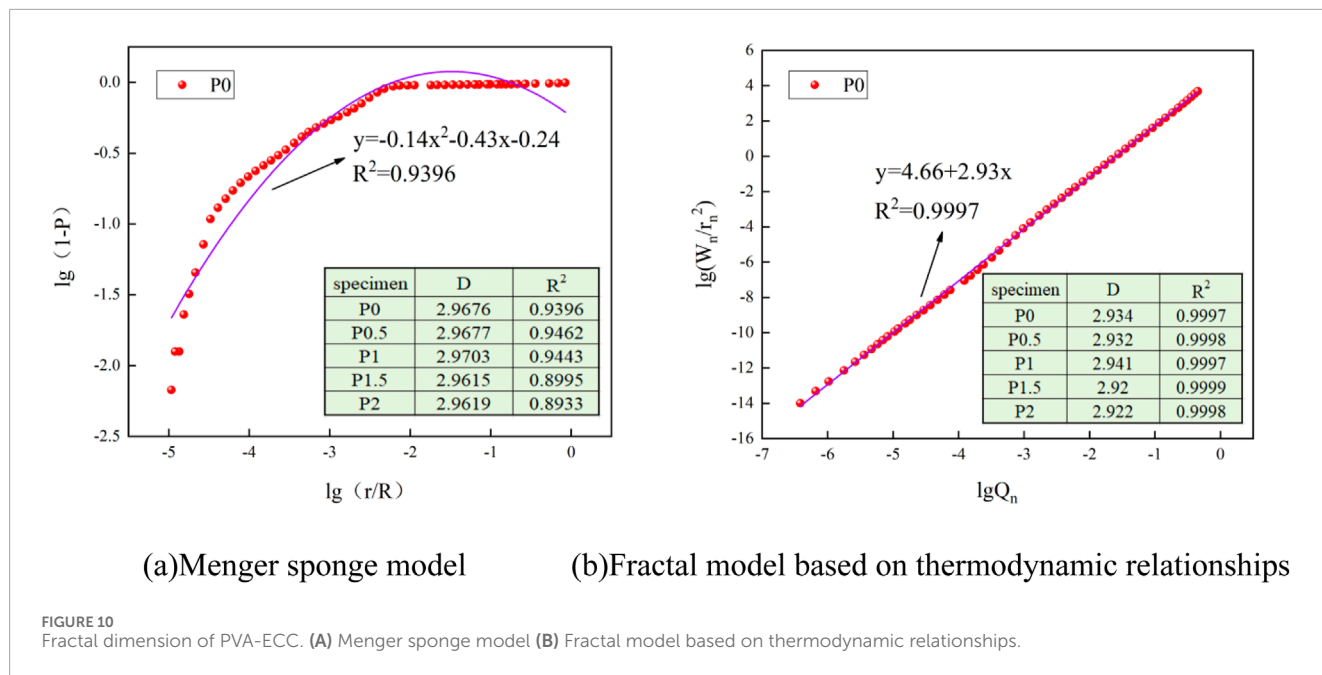 P0
y=-0.14x²-0.43x-0.24
R²=0.9396
lg（1-P）
0.0
-0.5
-1.0
-1.5
-2.0
-2.5
specimen D R²
P0 2.9676 0.9396
P0.5 2.9677 0.9462
P1 2.9703 0.9443
P1.5 2.9615 0.8995
P2 2.9619 0.8933
-5 -4 -3 -2 -1 0
lg（r/R）
P0
y=4.66+2.93x
R²=0.9997
lg(Wₙ/rₙ²)
6
4
2
0
-2
-4
-6
-8
-10
-12
-14
-16
specimen D R²
P0 2.934 0.9997
P0.5 2.932 0.9998
P1 2.941 0.9997
P1.5 2.92 0.9999
P2 2.922 0.9998
-7 -6 -5 -4 -3 -2 -1 0
lgQₙ
(a)Menger sponge model
(b)Fractal model based on thermodynamic relationships
FIGURE 10
Fractal dimension of PVA-ECC. (A) Menger sponge model (B) Fractal model based on thermodynamic relationships.